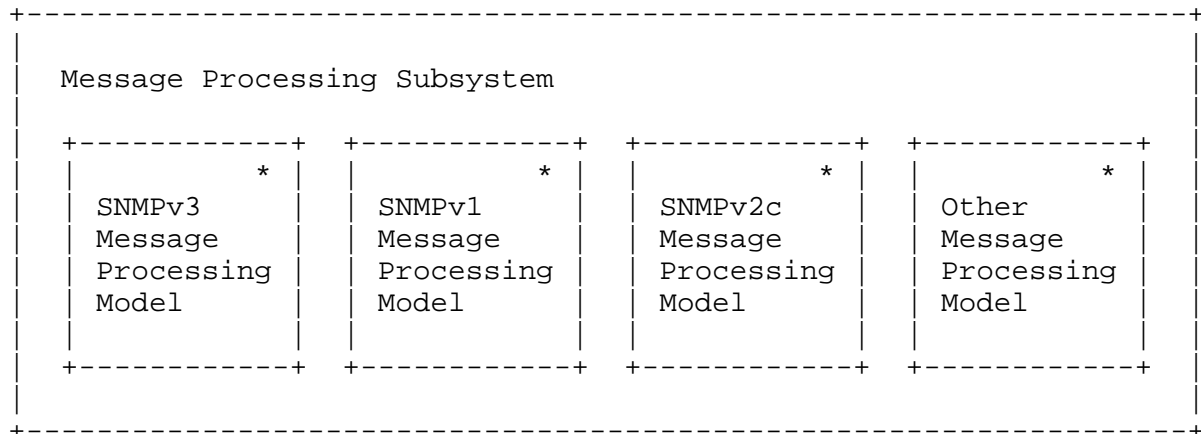 Message Processing Subsystem
* * * *
SNMPv3 SNMPv1 SNMPv2c Other
Message Message Message Message
Processing Processing Processing Processing
Model Model Model Model